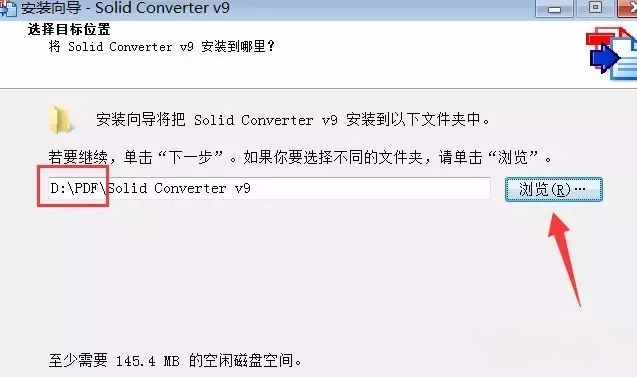 安装向导 - Solid Converter v9
选择目标位置
将 Solid Converter v9 安装到哪里？
安装向导将把 Solid Converter v9 安装到以下文件夹中。
若要继续，单击“下一步”。如果你要选择不同的文件夹，请单击“浏览”。
D:\PDF\Solid Converter v9
浏览(R)…
至少需要 145.4 MB 的空闲磁盘空间。